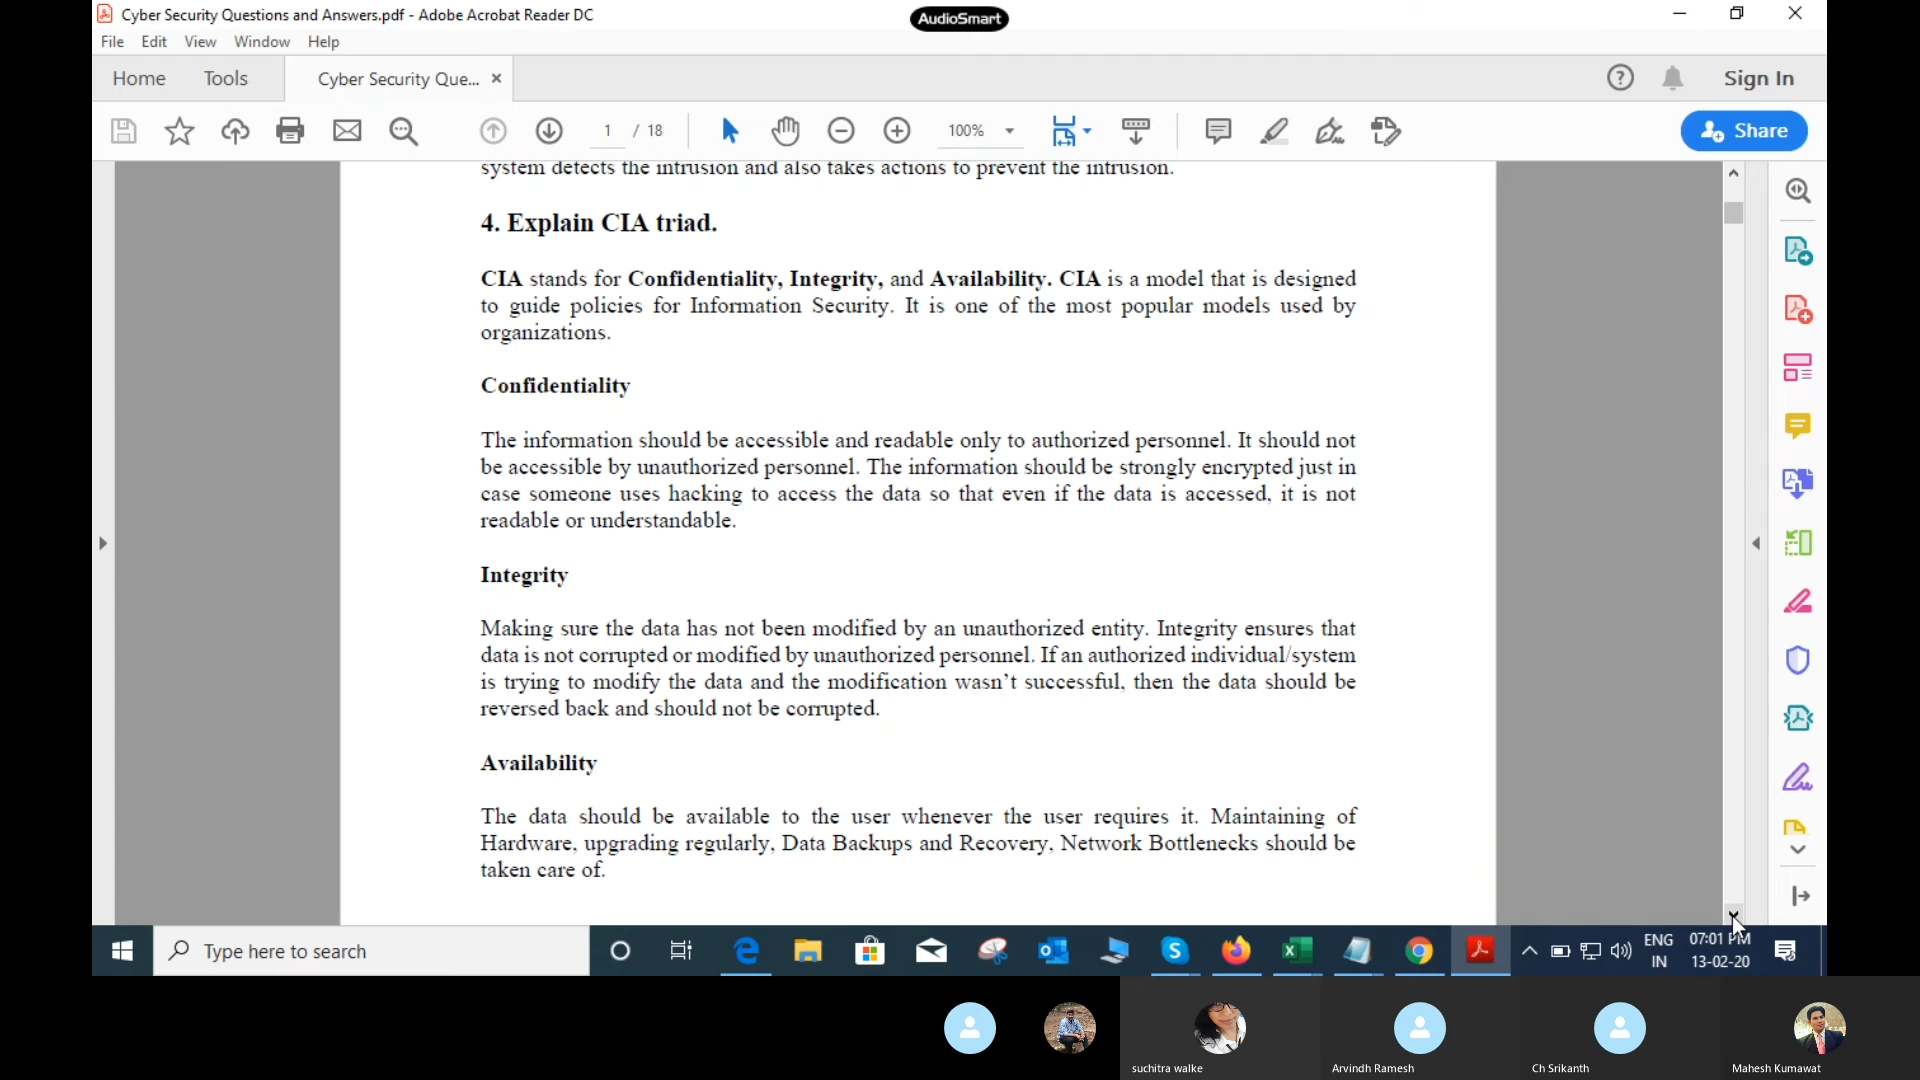 Cyber Security Questions and Answers.pdf - Adobe Acrobat Reader DC
AudioSmart
File Edit View Window Help
Home Tools Cyber Security Que... Sign In
1 / 18 100% Share
system detects the intrusion and also takes actions to prevent the intrusion.
4. Explain CIA triad.
CIA stands for Confidentiality, Integrity, and Availability. CIA is a model that is designed
to guide policies for Information Security. It is one of the most popular models used by
organizations.
Confidentiality
The information should be accessible and readable only to authorized personnel. It should not
be accessible by unauthorized personnel. The information should be strongly encrypted just in
case someone uses hacking to access the data so that even if the data is accessed, it is not
readable or understandable.
Integrity
Making sure the data has not been modified by an unauthorized entity. Integrity ensures that
data is not corrupted or modified by unauthorized personnel. If an authorized individual/system
is trying to modify the data and the modification wasn't successful, then the data should be
reversed back and should not be corrupted.
Availability
The data should be available to the user whenever the user requires it. Maintaining of
Hardware, upgrading regularly, Data Backups and Recovery, Network Bottlenecks should be
taken care of.
Type here to search
ENG 07:01 PM
IN 13-02-20
suchitra walke Arvindh Ramesh Ch Srikanth Mahesh Kumawat